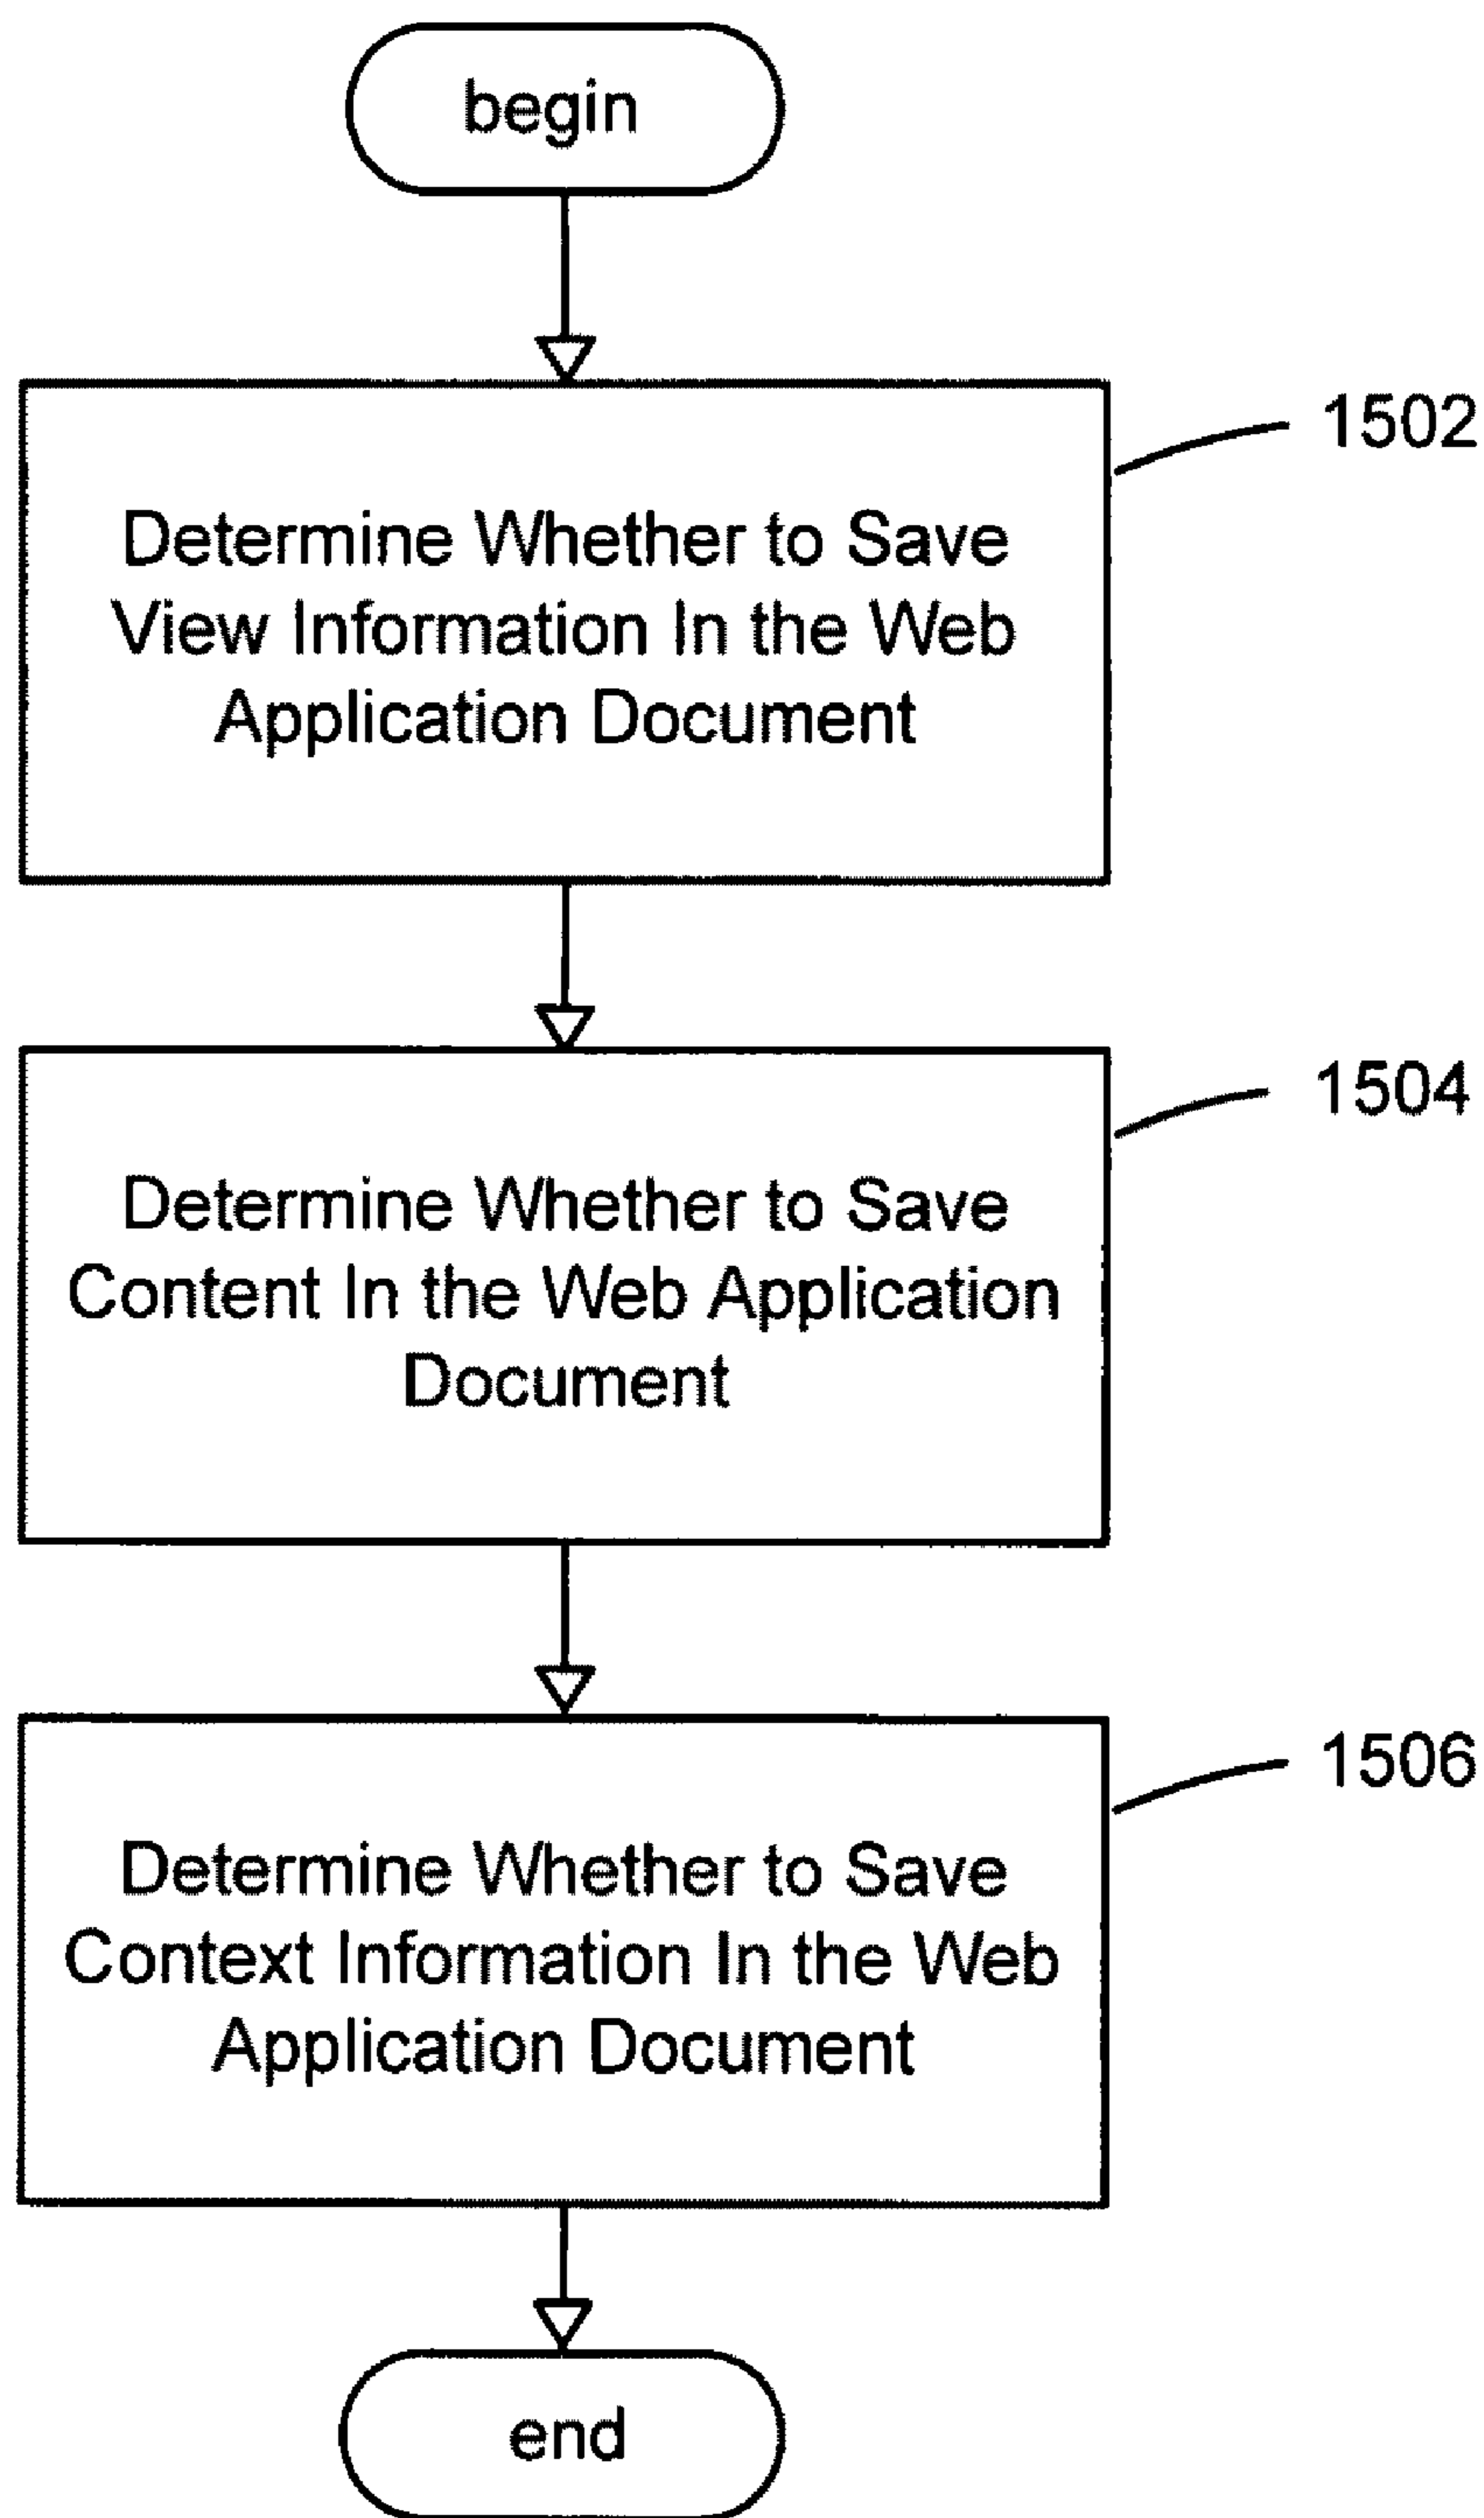 begin
1502
Determine Whether to Save
View Information In the Web
Application Document
1504
Determine Whether to Save
Content In the Web Application
Document
1506
Determine Whether to Save
Context Information In the Web
Application Document
end